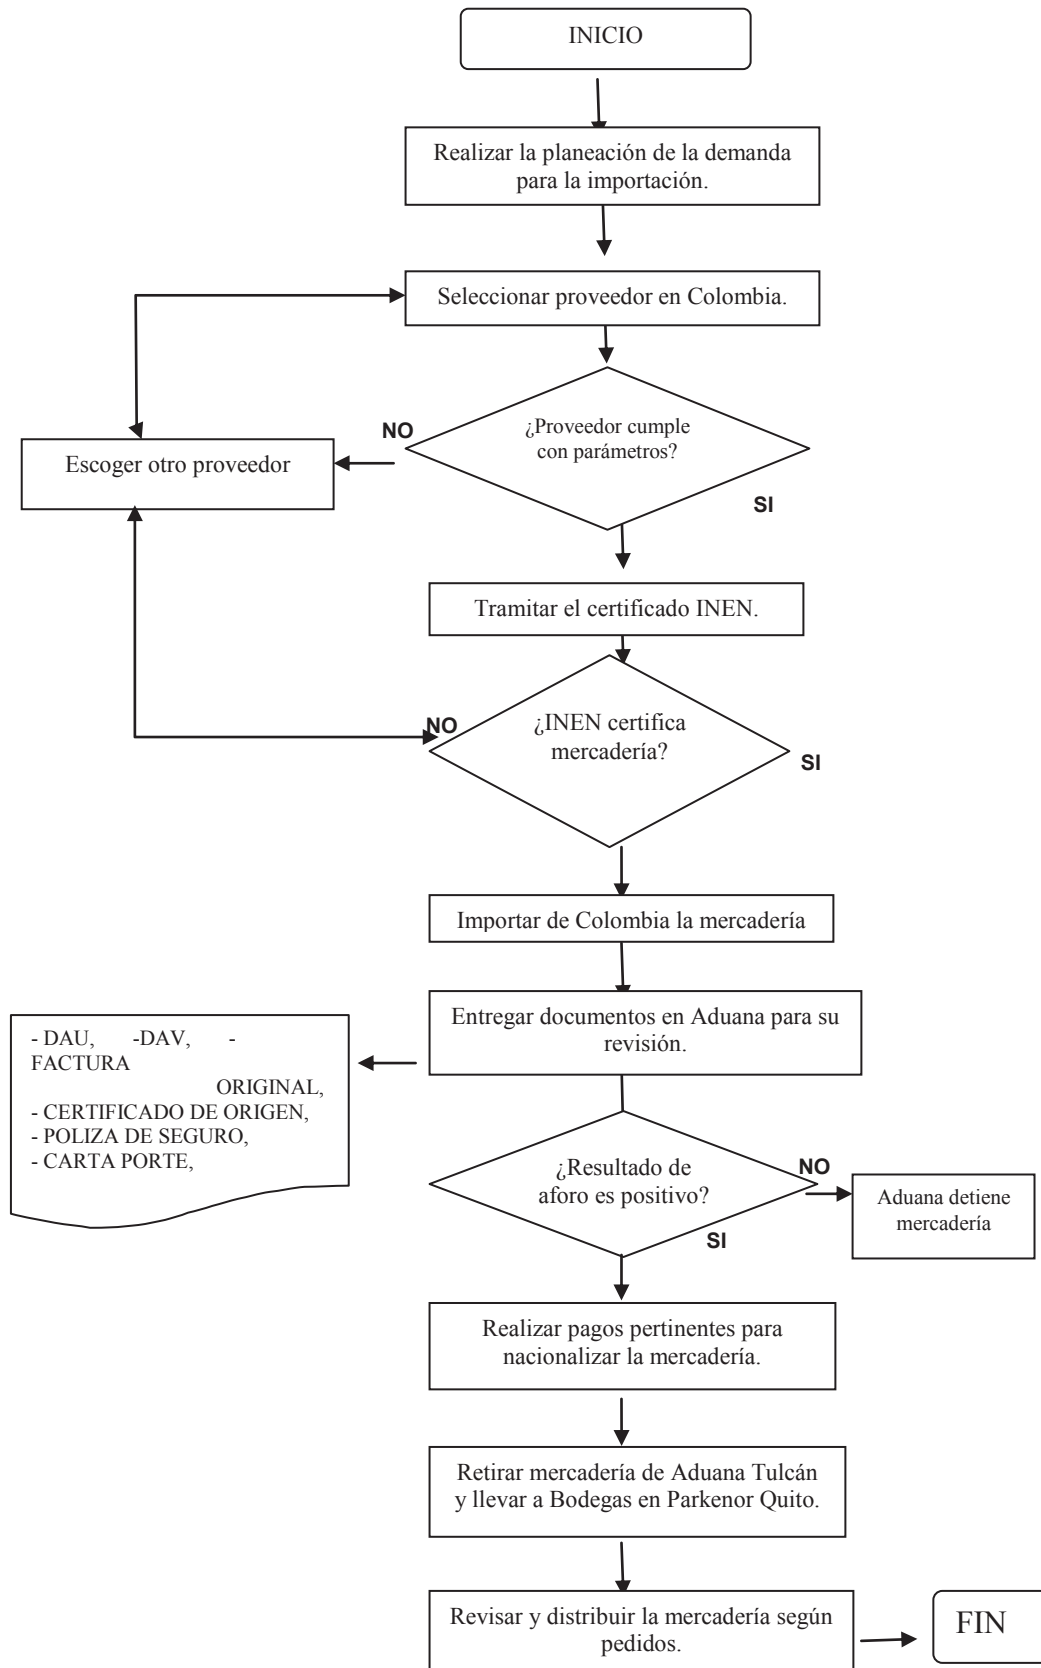 INICIO
Realizar la planeación de la demanda
para la importación.
Seleccionar proveedor en Colombia.
¿Proveedor cumple
con parámetros?
NO
SI
Escoger otro proveedor
Tramitar el certificado INEN.
¿INEN certifica
mercadería?
NO
SI
Importar de Colombia la mercadería
Entregar documentos en Aduana para su
revisión.
- DAU, -DAV, -
FACTURA
ORIGINAL,
- CERTIFICADO DE ORIGEN,
- POLIZA DE SEGURO,
- CARTA PORTE,
¿Resultado de
aforo es positivo?
NO
SI
Aduana detiene
mercadería
Realizar pagos pertinentes para
nacionalizar la mercadería.
Retirar mercadería de Aduana Tulcán
y llevar a Bodegas en Parkenor Quito.
Revisar y distribuir la mercadería según
pedidos.
FIN